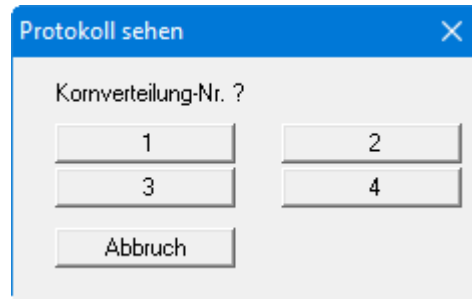 Protokoll sehen
Kornverteilung-Nr. ?
1 2
3 4
Abbruch